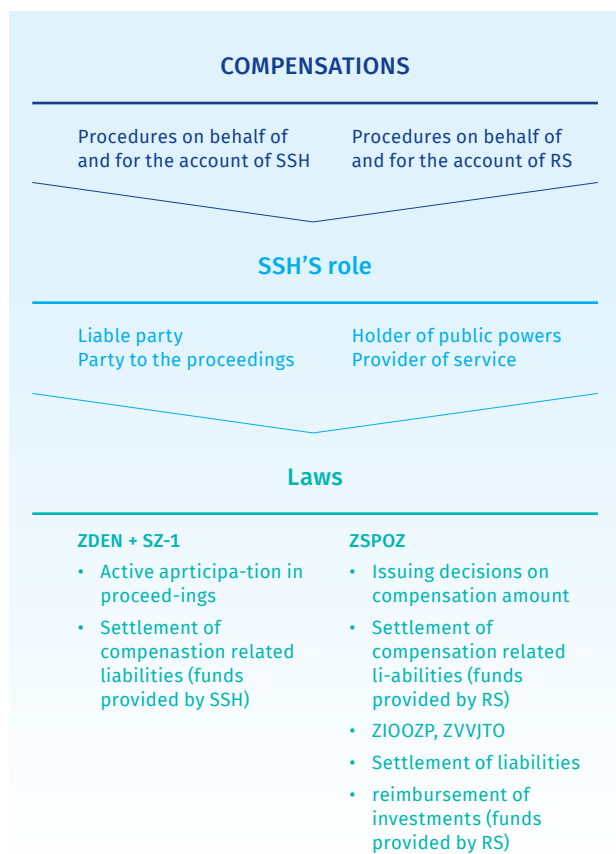 COMPENSATIONS
Procedures on behalf of
and for the account of SSH
Procedures on behalf of
and for the account of RS
SSH'S role
Liable party
Party to the proceedings
Holder of public powers
Provider of service
Laws
ZDEN + SZ-1
• Active aprticipa-tion in
proceed-ings
• Settlement of
compenastion related
liabilities (funds
provided by SSH)
ZSPOZ
• Issuing decisions on
compensation amount
• Settlement of
compensation related
li-abilities (funds
provided by RS)
• ZIOOZP, ZVVJTO
• Settlement of liabilities
• reimbursement of
investments (funds
provided by RS)